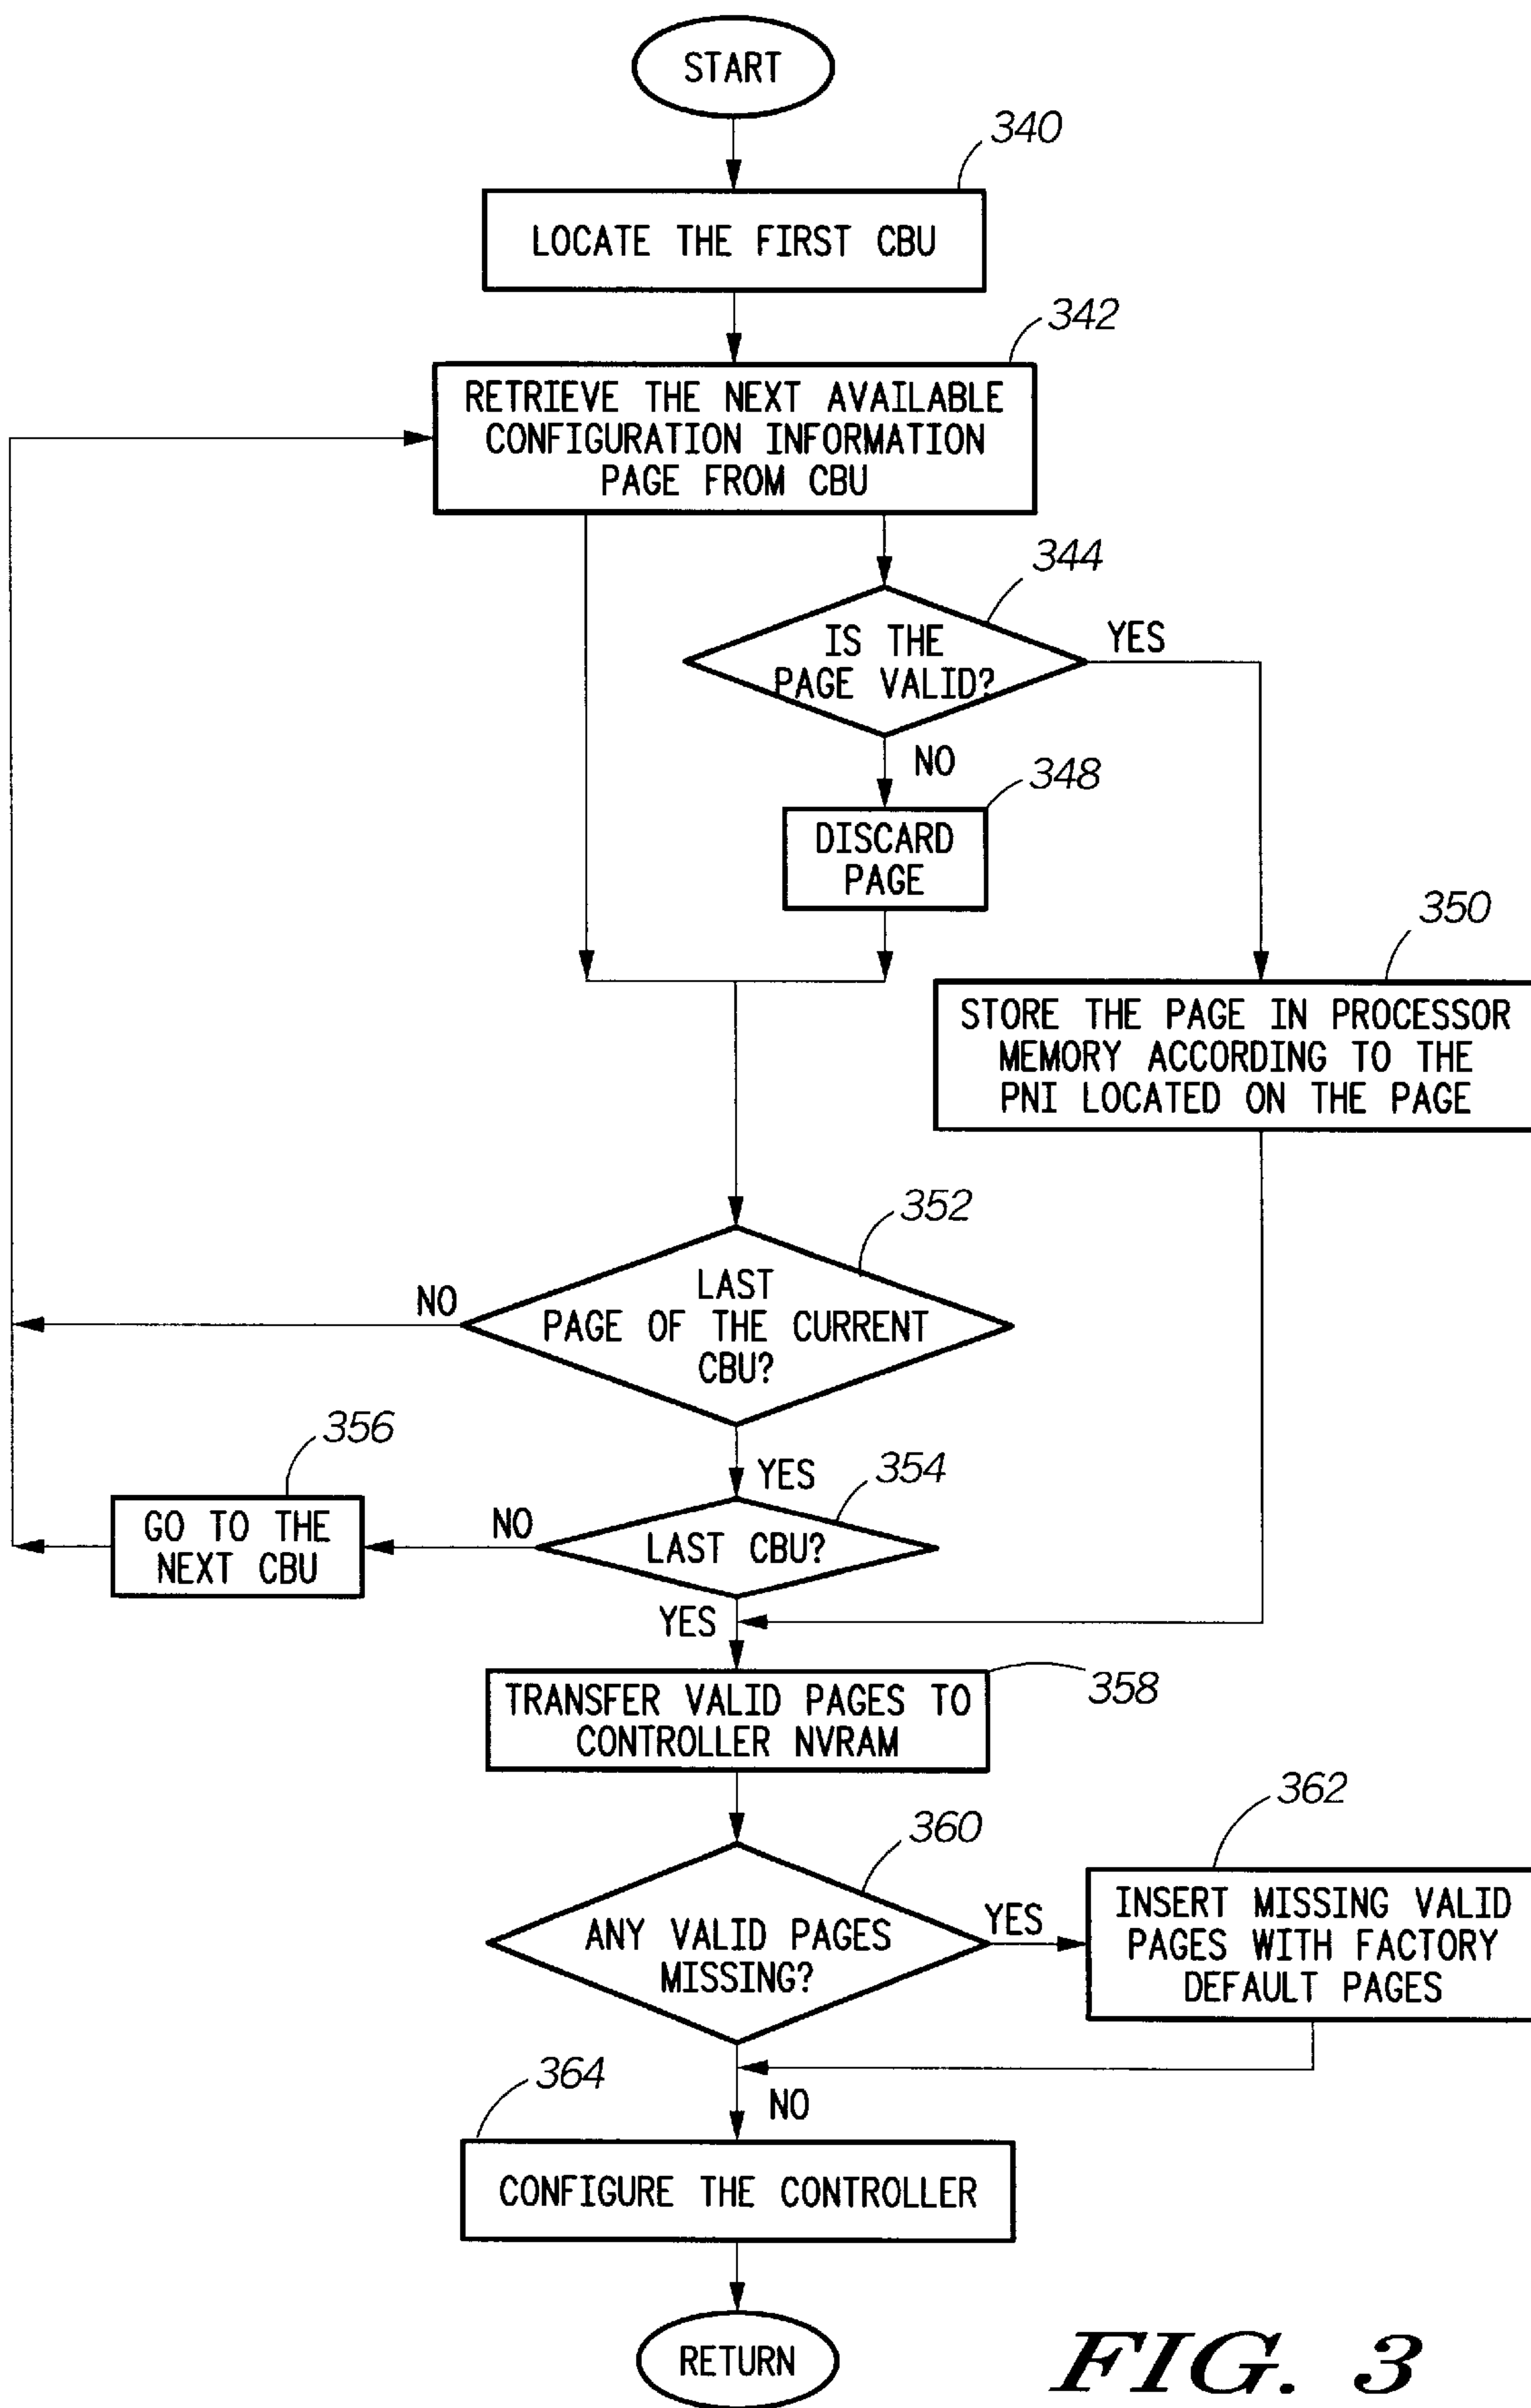 START
340
LOCATE THE FIRST CBU
342
RETRIEVE THE NEXT AVAILABLE
CONFIGURATION INFORMATION
PAGE FROM CBU
344
IS THE
PAGE VALID?
YES
NO
348
DISCARD
PAGE
350
STORE THE PAGE IN PROCESSOR
MEMORY ACCORDING TO THE
PNI LOCATED ON THE PAGE
352
LAST
PAGE OF THE CURRENT
CBU?
NO
YES
354
LAST CBU?
NO
356
GO TO THE
NEXT CBU
YES
358
TRANSFER VALID PAGES TO
CONTROLLER NVRAM
360
ANY VALID PAGES
MISSING?
YES
362
INSERT MISSING VALID
PAGES WITH FACTORY
DEFAULT PAGES
NO
364
CONFIGURE THE CONTROLLER
RETURN
FIG. 3